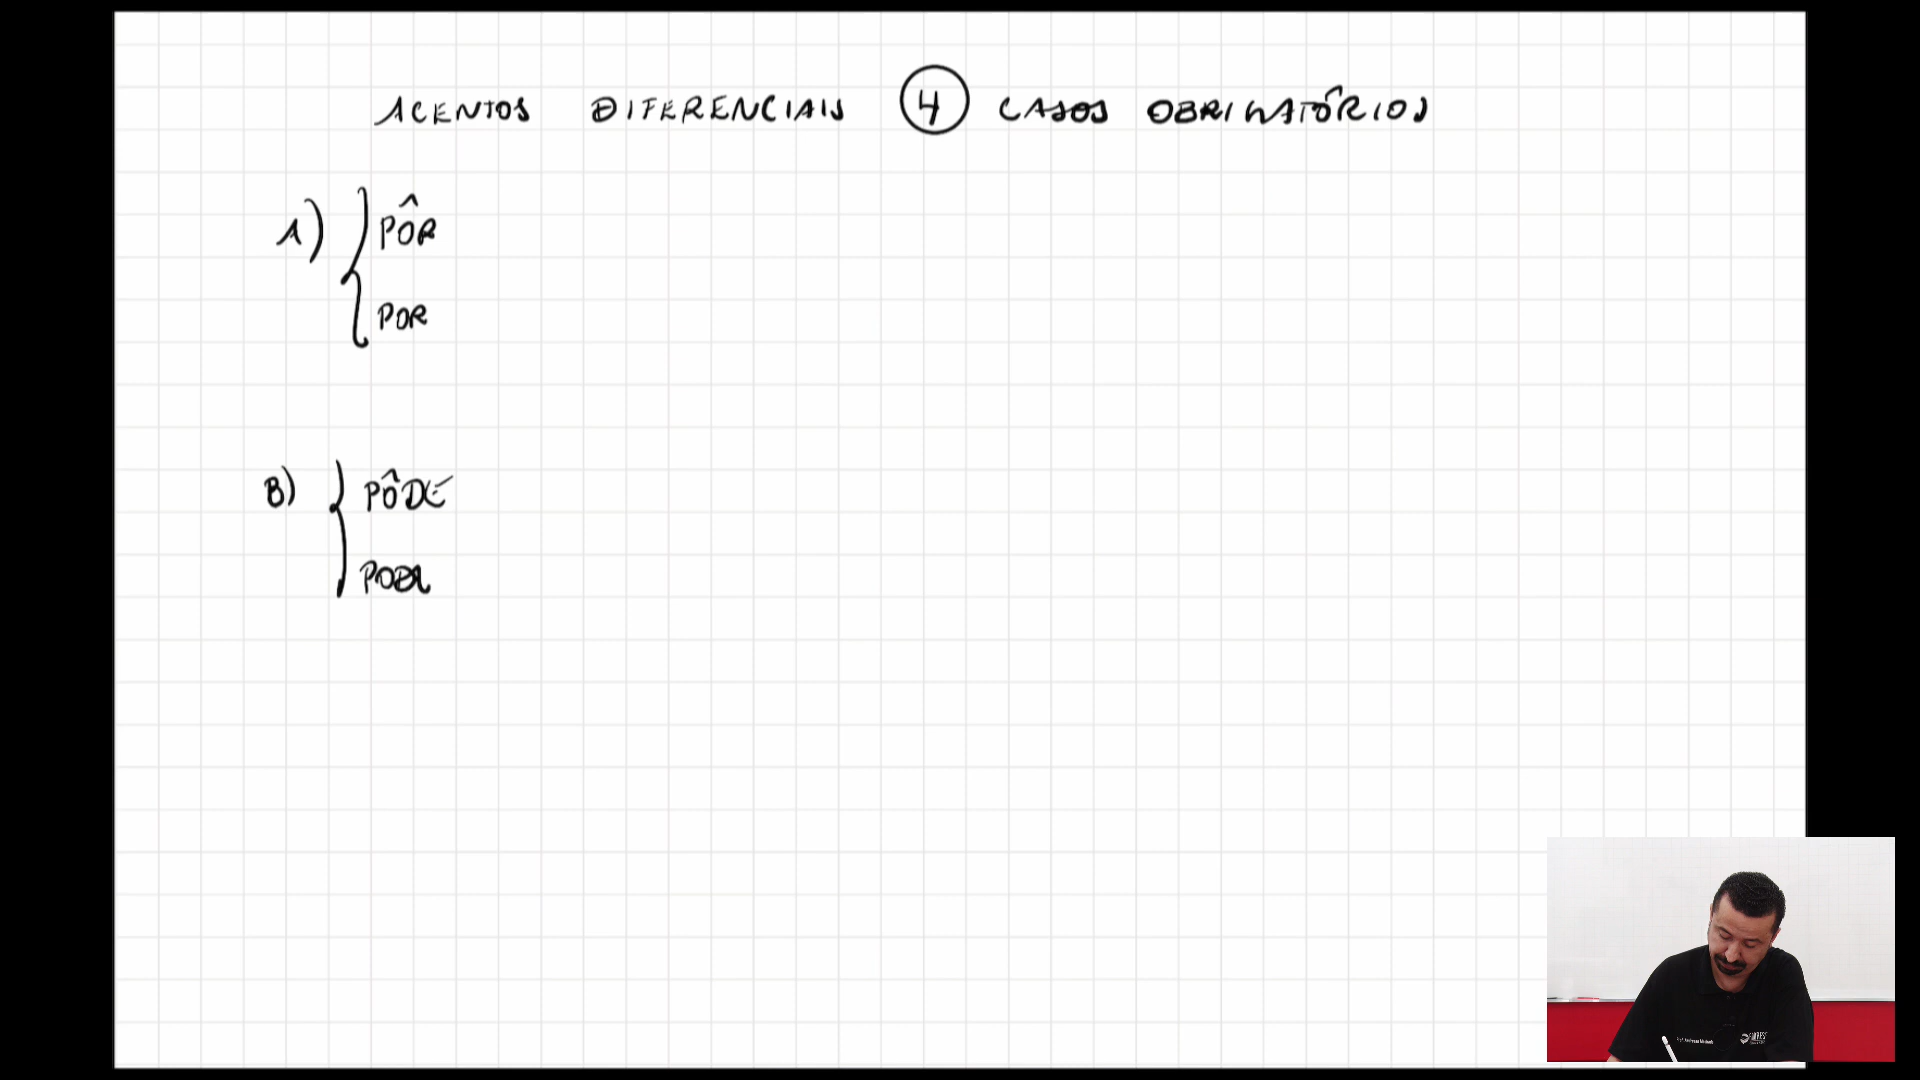 ACENTOS DIFERENCIAIS 4 CASOS OBRIGATÓRIOS
A) PÔR
POR
B) PÔDE
PODE